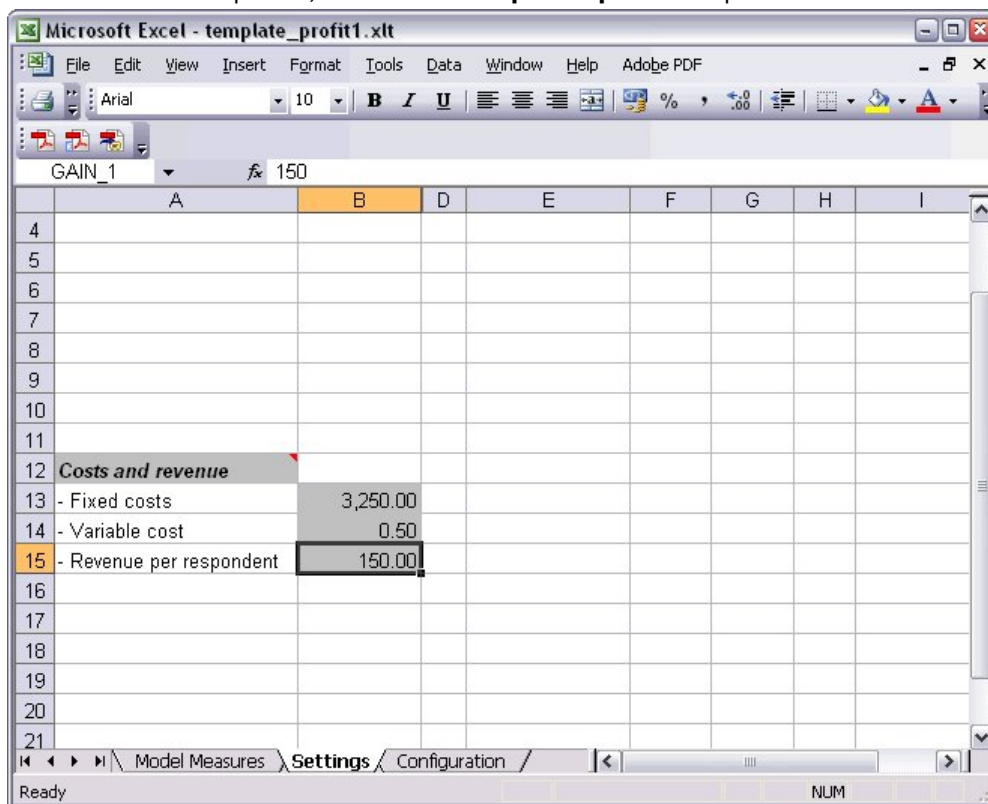 Microsoft Excel - template_profit1.xlt
File Edit View Insert Format Tools Data Window Help Adobe PDF
Arial 10 B I U % ,
GAIN_1 fx 150
A B D E F G H I
4
5
6
7
8
9
10
11
12 Costs and revenue
13 - Fixed costs 3,250.00
14 - Variable cost 0.50
15 - Revenue per respondent 150.00
16
17
18
19
20
21
Model Measures Settings Configuration
Ready NUM